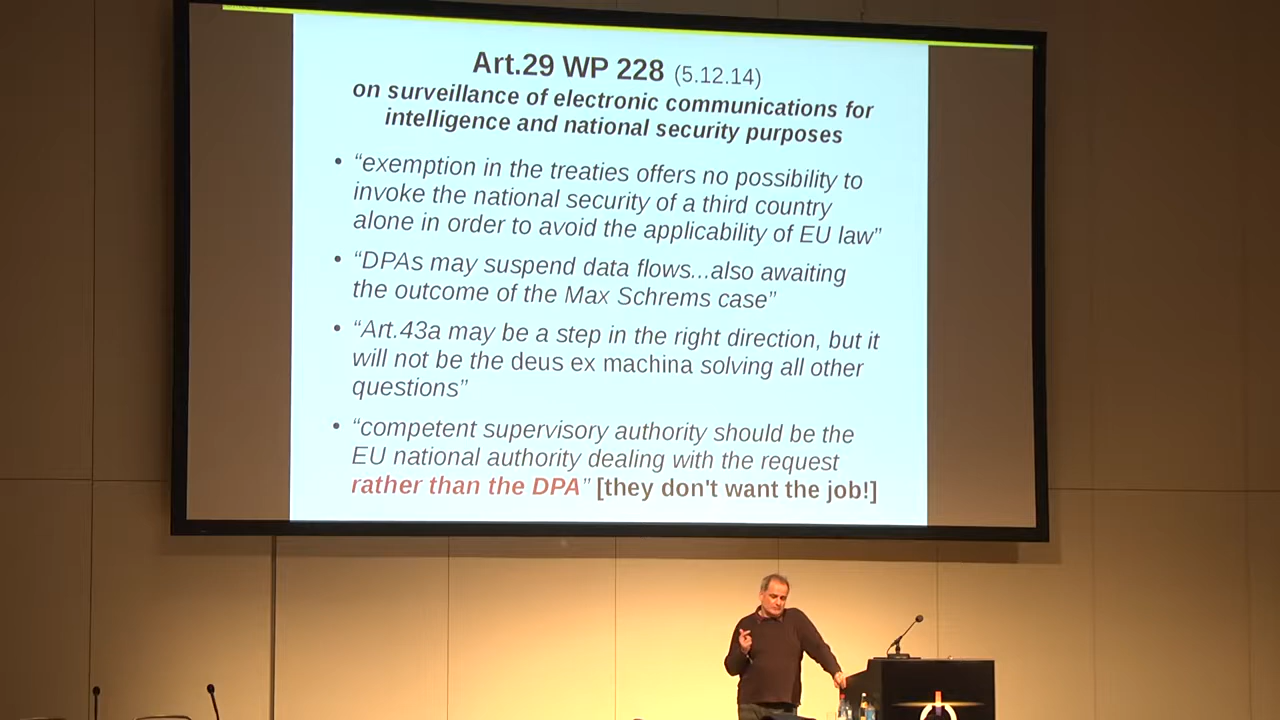 Art.29 WP 228 (5.12.14)
on surveillance of electronic communications for
intelligence and national security purposes
• “exemption in the treaties offers no possibility to
invoke the national security of a third country
alone in order to avoid the applicability of EU law”
• “DPAs may suspend data flows...also awaiting
the outcome of the Max Schrems case”
• “Art.43a may be a step in the right direction, but it
will not be the deus ex machina solving all other
questions”
• “competent supervisory authority should be the
EU national authority dealing with the request
rather than the DPA” [they don't want the job!]